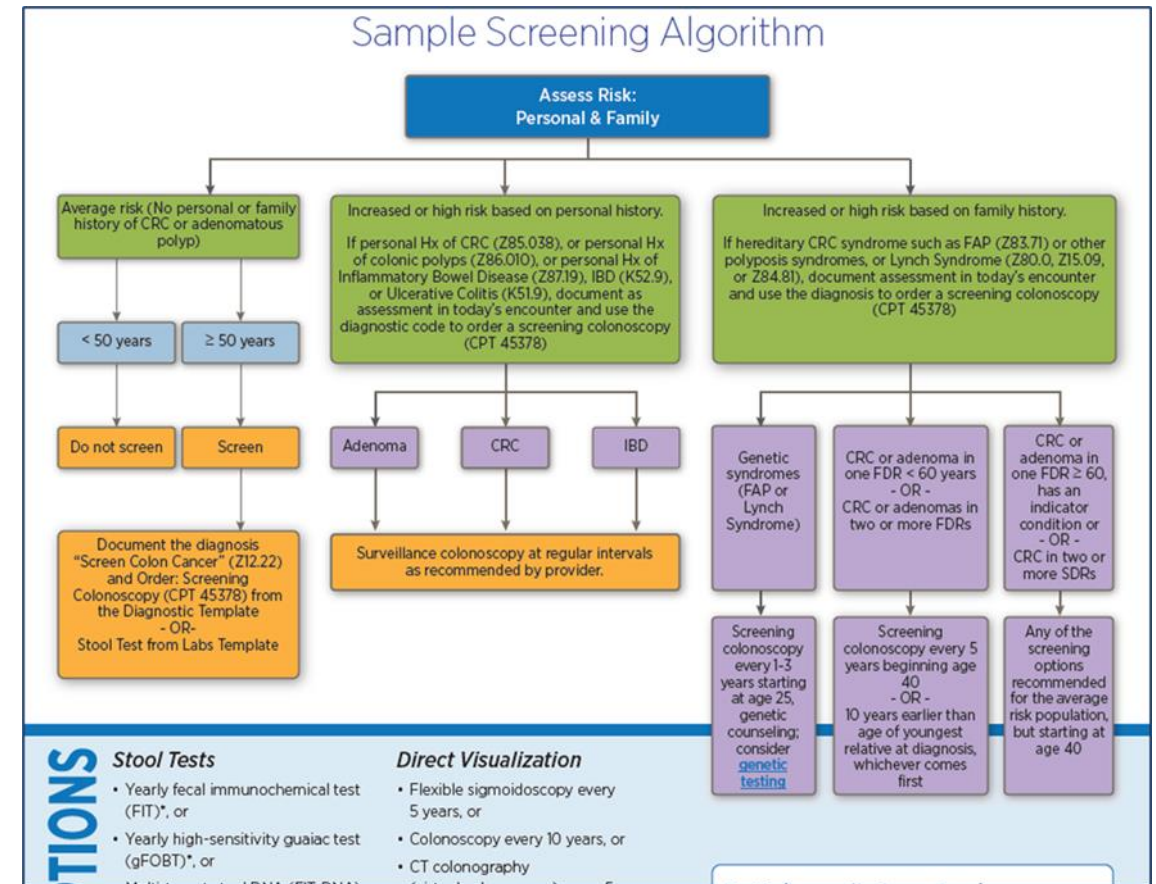 Sample Screening Algorithm
Assess Risk:
Personal & Family
Average risk (No personal or family
history of CRC or adenomatous
polyp)
< 50 years
≥ 50 years
Do not screen
Screen
Document the diagnosis
"Screen Colon Cancer" (Z12.22)
and Order: Screening
Colonoscopy (CPT 45378) from
the Diagnostic Template
- OR-
Stool Test from Labs Template
Increased or high risk based on personal history.
If personal Hx of CRC (Z85.038), or personal Hx
of colonic polyps (Z86.010), or personal Hx of
Inflammatory Bowel Disease (Z87.19), IBD (K52.9),
or Ulcerative Colitis (K51.9), document as
assessment in today's encounter and use the
diagnostic code to order a screening colonoscopy
(CPT 45378)
Adenoma
CRC
IBD
Surveillance colonoscopy at regular intervals
as recommended by provider.
Increased or high risk based on family history.
If hereditary CRC syndrome such as FAP (Z83.71) or other
polyposis syndromes, or Lynch Syndrome (Z80.0, Z15.09,
or Z84.81), document assessment in today's encounter
and use the diagnosis to order a screening colonoscopy
(CPT 45378)
Genetic
syndromes
(FAP or
Lynch
Syndrome)
CRC or adenoma in
one FDR < 60 years
- OR -
CRC or adenomas in
two or more FDRs
CRC or
adenoma in
one FDR ≥ 60,
has an
indicator
condition or
- OR -
CRC in two or
more SDRs
Screening
colonoscopy
every 1-3
years starting
at age 25,
genetic
counseling;
consider
genetic
testing
Screening
colonoscopy every 5
years beginning age
40
- OR -
10 years earlier than
age of youngest
relative at diagnosis,
whichever comes
first
Any of the
screening
options
recommended
for the average
risk population,
but starting at
age 40
Stool Tests
• Yearly fecal immunochemical test
(FIT)*, or
• Yearly high-sensitivity guaiac test
(gFOBT)*, or
Direct Visualization
• Flexible sigmoidoscopy every
5 years, or
• Colonoscopy every 10 years, or
• CT colonography